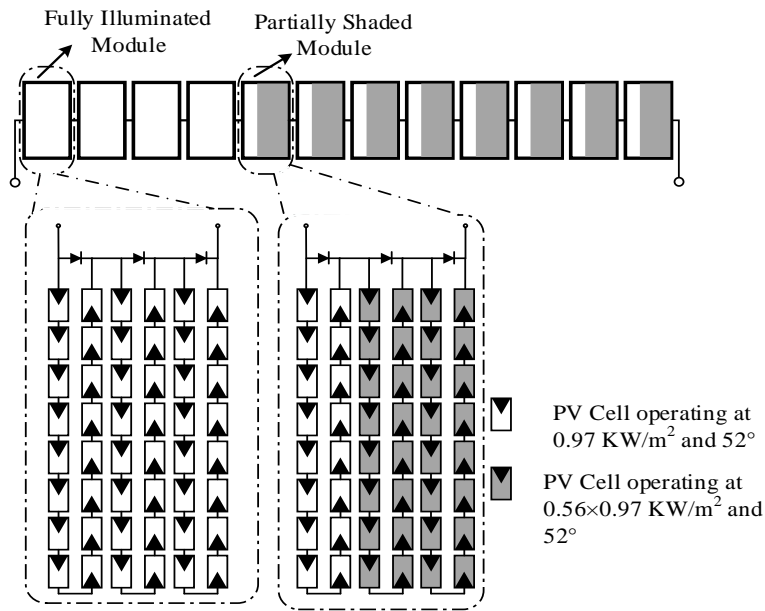 Fully Illuminated
Module
Partially Shaded
Module
PV Cell operating at
0.97 KW/m² and 52°
PV Cell operating at
0.56×0.97 KW/m² and
52°